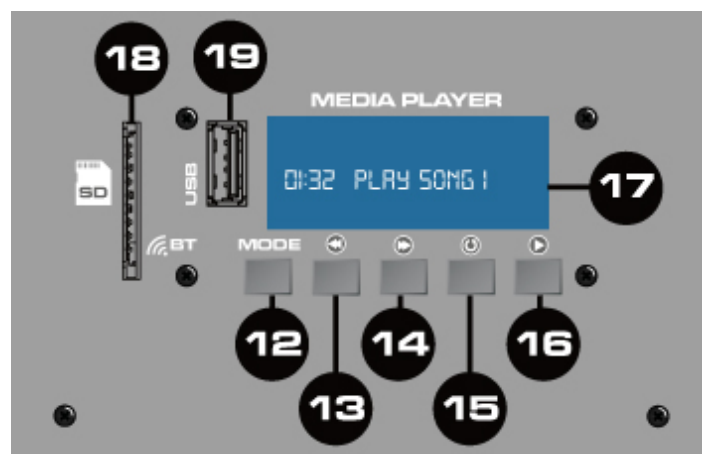 18
19
MEDIA PLAYER
SD
USB
01:32 PLAY SONG 1
17
BT
MODE
12
14
16
13
15